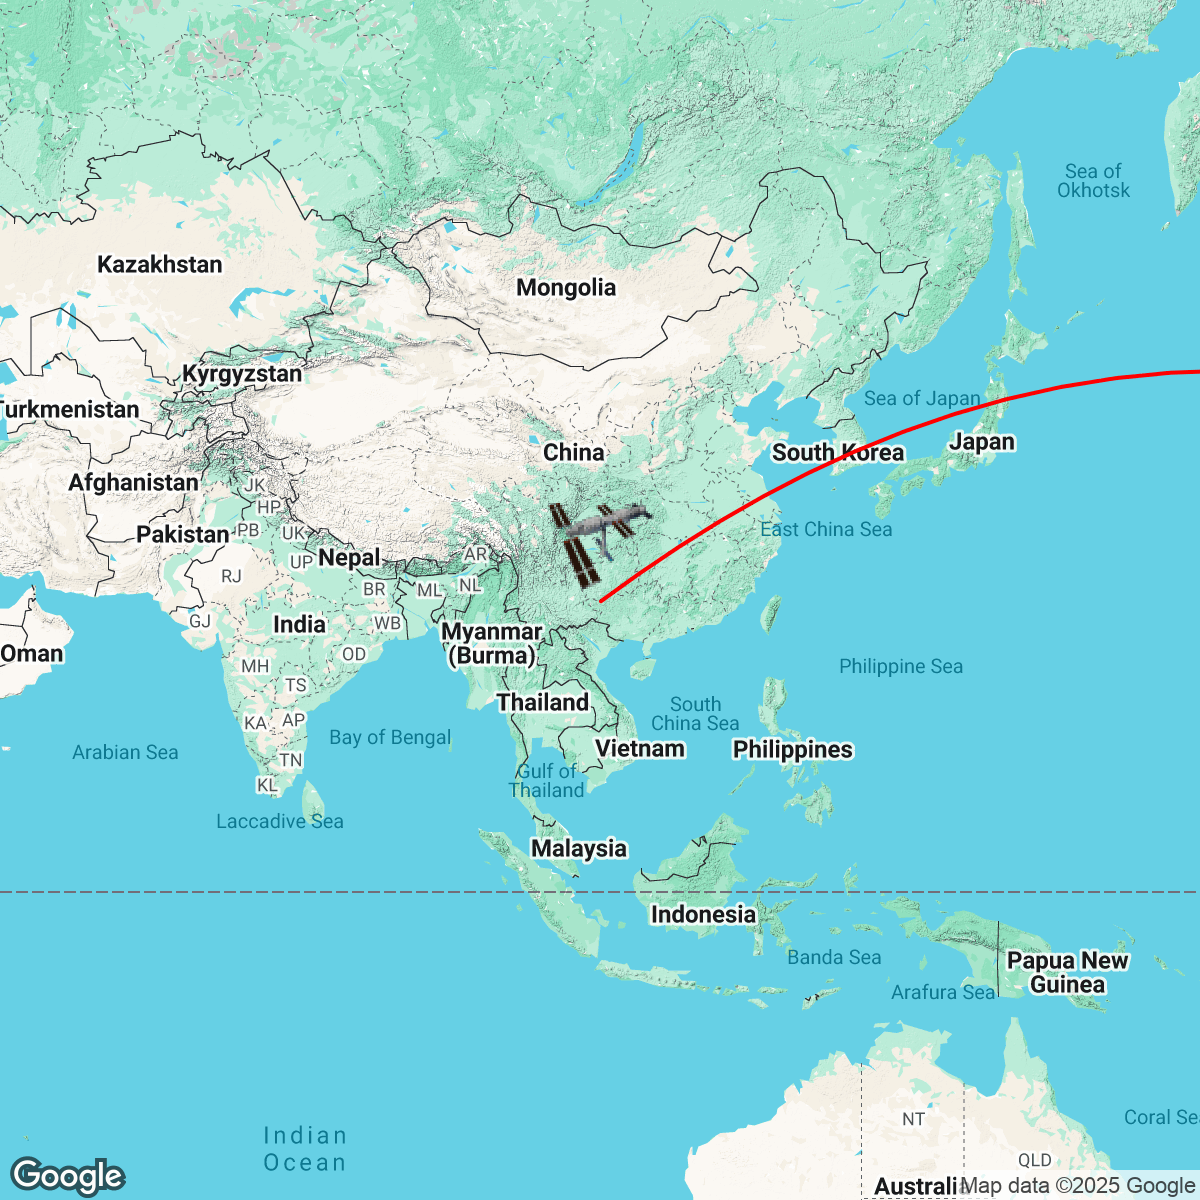 Sea of
Okhotsk
Kazakhstan
Mongolia
Kyrgyzstan
Sea of Japan
Turkmenistan
Japan
China
South Korea
Afghanistan
JK
HP
East China Sea
Pakistan
PB
UK
AR
Nepal
UP
RJ
BR
ML
NL
GJ
India
WB
Myanmar
(Burma)
Oman
OD
MH
Philippine Sea
TS
Thailand
South
China Sea
KA
AP
Bay of Bengal
Vietnam
Philippines
Arabian Sea
TN
Gulf of
Thailand
KL
Laccadive Sea
Malaysia
Indonesia
Banda Sea
Papua New
Guinea
Arafura Sea
NT
Coral Se
Indian
Ocean
QLD
Google
Australi
Map data ©2025 Google